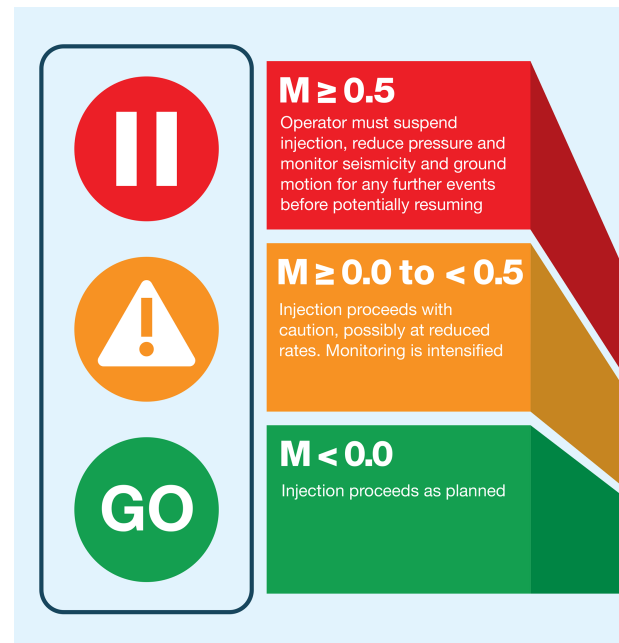 M ≥ 0.5
Operator must suspend
injection, reduce pressure and
monitor seismicity and ground
motion for any further events
before potentially resuming
M ≥ 0.0 to < 0.5
Injection proceeds with
caution, possibly at reduced
rates. Monitoring is intensified
GO
M < 0.0
Injection proceeds as planned